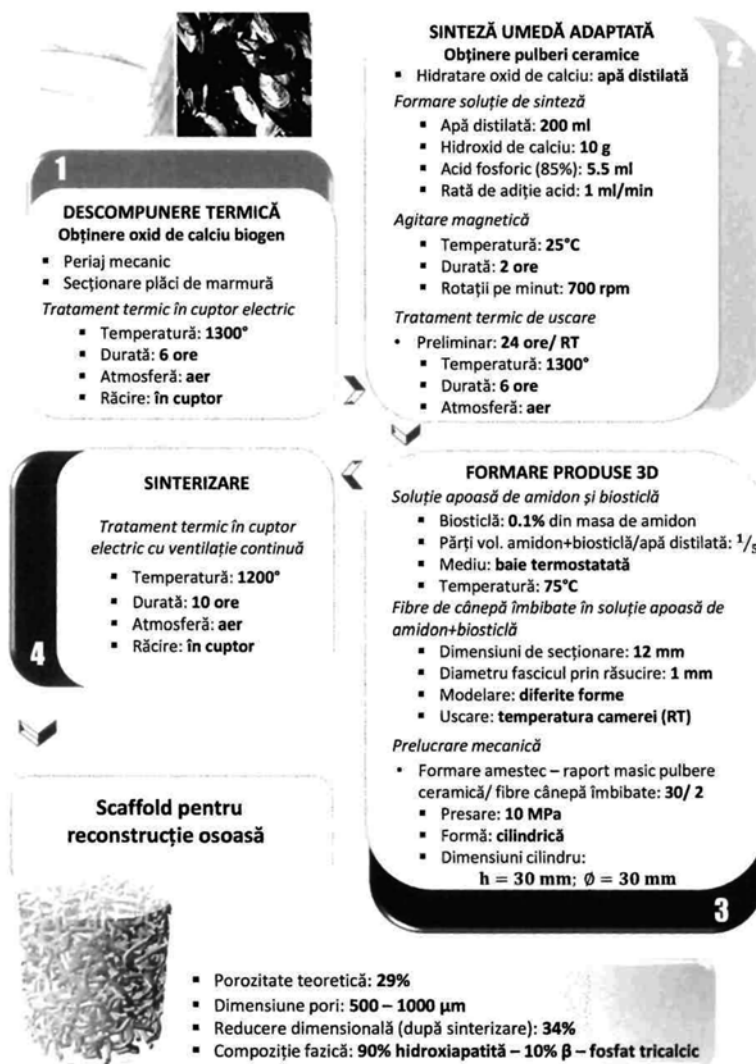 1
DESCOMPUNERE TERMICĂ
Obținere oxid de calciu biogen
▪ Periaj mecanic
▪ Secționare plăci de marmură
Tratament termic în cuptor electric
▪ Temperatură: 1300°
▪ Durată: 6 ore
▪ Atmosferă: aer
▪ Răcire: în cuptor
2
SINTEZĂ UMEDĂ ADAPTATĂ
Obținere pulberi ceramice
▪ Hidratare oxid de calciu: apă distilată
Formare soluție de sinteză
▪ Apă distilată: 200 ml
▪ Hidroxid de calciu: 10 g
▪ Acid fosforic (85%): 5.5 ml
▪ Rată de adiție acid: 1 ml/min
Agitare magnetică
▪ Temperatură: 25°C
▪ Durată: 2 ore
▪ Rotații pe minut: 700 rpm
Tratament termic de uscare
• Preliminar: 24 ore/ RT
▪ Temperatură: 1300°
▪ Durată: 6 ore
▪ Atmosferă: aer
FORMARE PRODUSE 3D
Soluție apoasă de amidon și biosticlă
▪ Biosticlă: 0.1% din masa de amidon
▪ Părți vol. amidon+biosticlă/apă distilată: 1/5
▪ Mediu: baie termostatată
▪ Temperatură: 75°C
Fibre de cânepă îmbibate în soluție apoasă de
amidon+biosticlă
▪ Dimensiuni de secționare: 12 mm
▪ Diametru fascicul prin răsucire: 1 mm
▪ Modelare: diferite forme
▪ Uscare: temperatura camerei (RT)
Prelucrare mecanică
• Formare amestec – raport masic pulbere
ceramică/ fibre cânepă îmbibate: 30/ 2
▪ Presare: 10 MPa
▪ Formă: cilindrică
▪ Dimensiuni cilindru:
h = 30 mm; Ø = 30 mm
3
SINTERIZARE
Tratament termic în cuptor
electric cu ventilație continuă
▪ Temperatură: 1200°
▪ Durată: 10 ore
▪ Atmosferă: aer
▪ Răcire: în cuptor
4
Scaffold pentru
reconstrucție osoasă
▪ Porozitate teoretică: 29%
▪ Dimensiune pori: 500 – 1000 µm
▪ Reducere dimensională (după sinterizare): 34%
▪ Compoziție fazică: 90% hidroxiapatită – 10% β – fosfat tricalcic